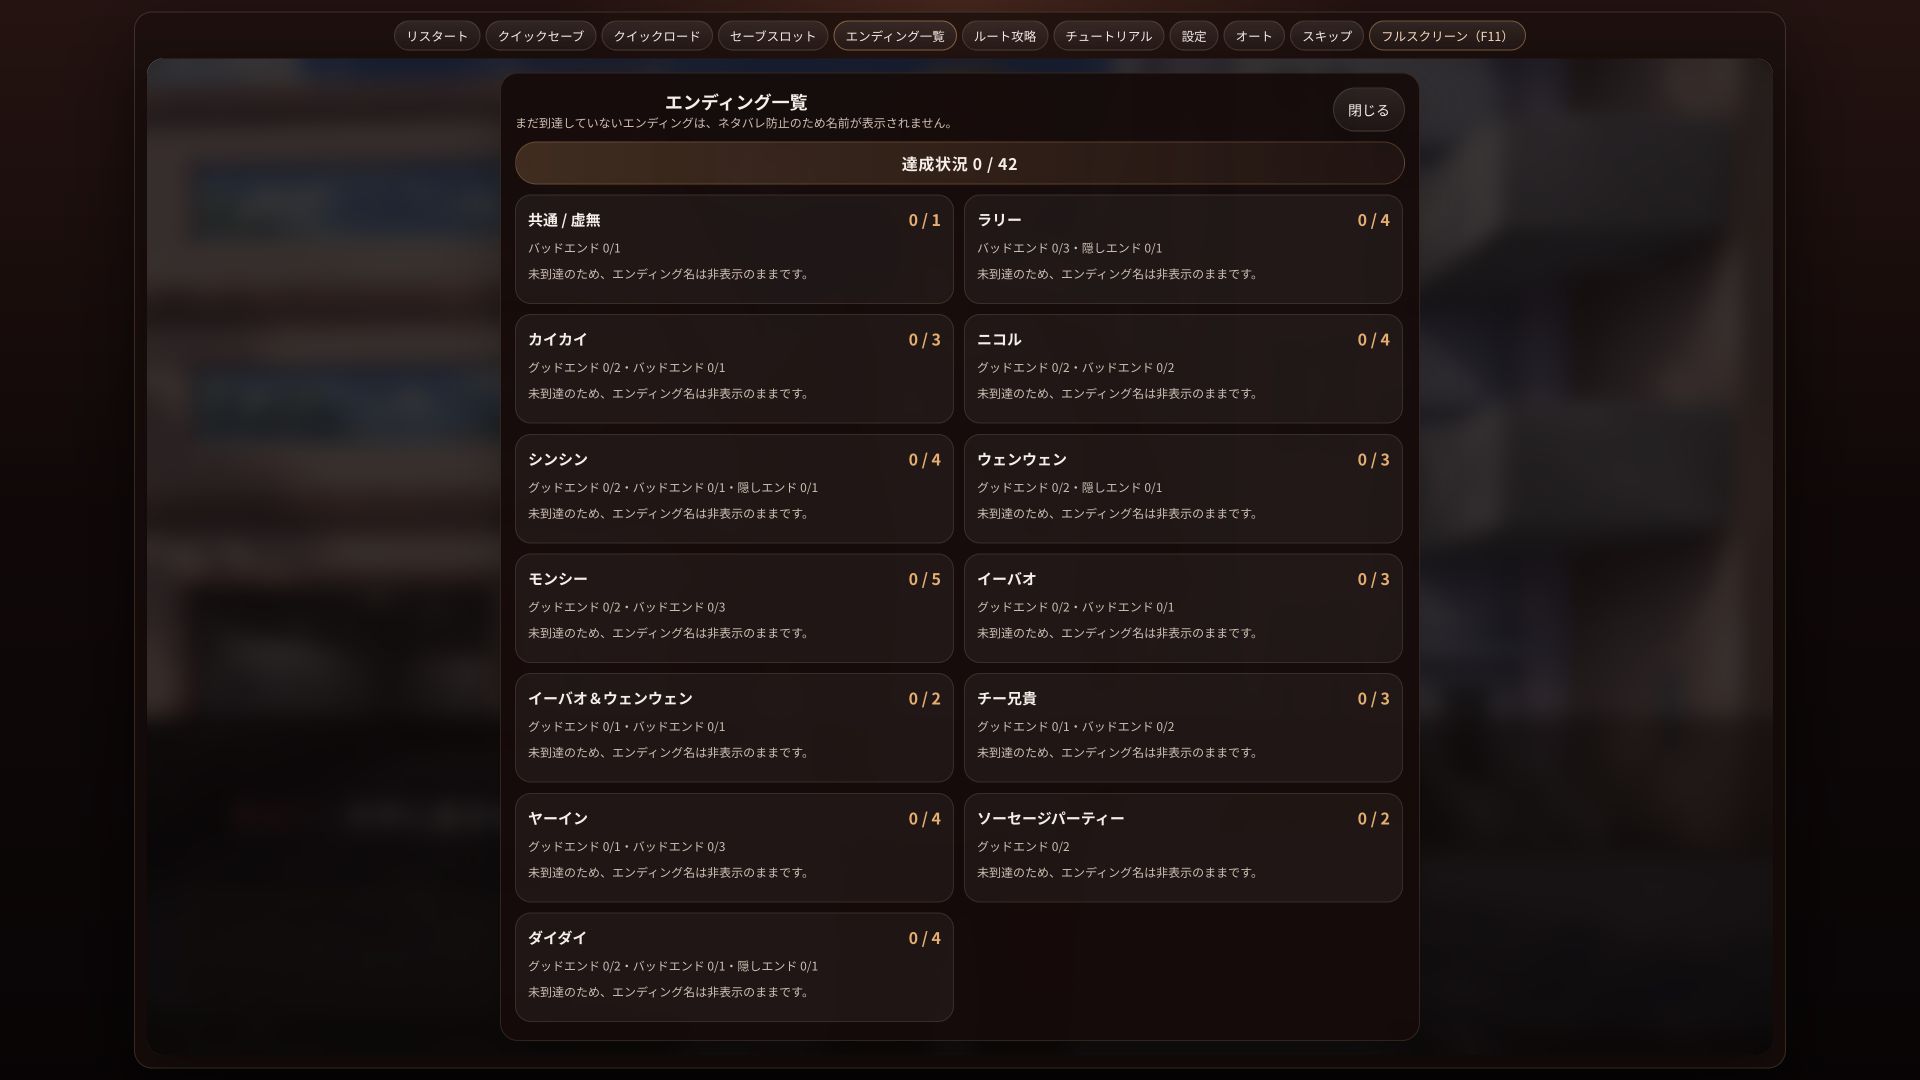 リスタート
クイックセーブ
クイックロード
セーブスロット
エンディング一覧
ルート攻略
チュートリアル
設定
オート
スキップ
フルスクリーン（F11）
エンディング一覧
まだ到達していないエンディングは、ネタバレ防止のため名前が表示されません。
閉じる
達成状況 0 / 42
共通 / 虚無
0 / 1
バッドエンド 0/1
未到達のため、エンディング名は非表示のままです。
ラリー
0 / 4
バッドエンド 0/3・隠しエンド 0/1
未到達のため、エンディング名は非表示のままです。
カイカイ
0 / 3
グッドエンド 0/2・バッドエンド 0/1
未到達のため、エンディング名は非表示のままです。
ニコル
0 / 4
グッドエンド 0/2・バッドエンド 0/2
未到達のため、エンディング名は非表示のままです。
シンシン
0 / 4
グッドエンド 0/2・バッドエンド 0/1・隠しエンド 0/1
未到達のため、エンディング名は非表示のままです。
ウェンウェン
0 / 3
グッドエンド 0/2・隠しエンド 0/1
未到達のため、エンディング名は非表示のままです。
モンシー
0 / 5
グッドエンド 0/2・バッドエンド 0/3
未到達のため、エンディング名は非表示のままです。
イーバオ
0 / 3
グッドエンド 0/2・バッドエンド 0/1
未到達のため、エンディング名は非表示のままです。
イーバオ＆ウェンウェン
0 / 2
グッドエンド 0/1・バッドエンド 0/1
未到達のため、エンディング名は非表示のままです。
チー兄貴
0 / 3
グッドエンド 0/1・バッドエンド 0/2
未到達のため、エンディング名は非表示のままです。
ヤーイン
0 / 4
グッドエンド 0/1・バッドエンド 0/3
未到達のため、エンディング名は非表示のままです。
ソーセージパーティー
0 / 2
グッドエンド 0/2
未到達のため、エンディング名は非表示のままです。
ダイダイ
0 / 4
グッドエンド 0/2・バッドエンド 0/1・隠しエンド 0/1
未到達のため、エンディング名は非表示のままです。